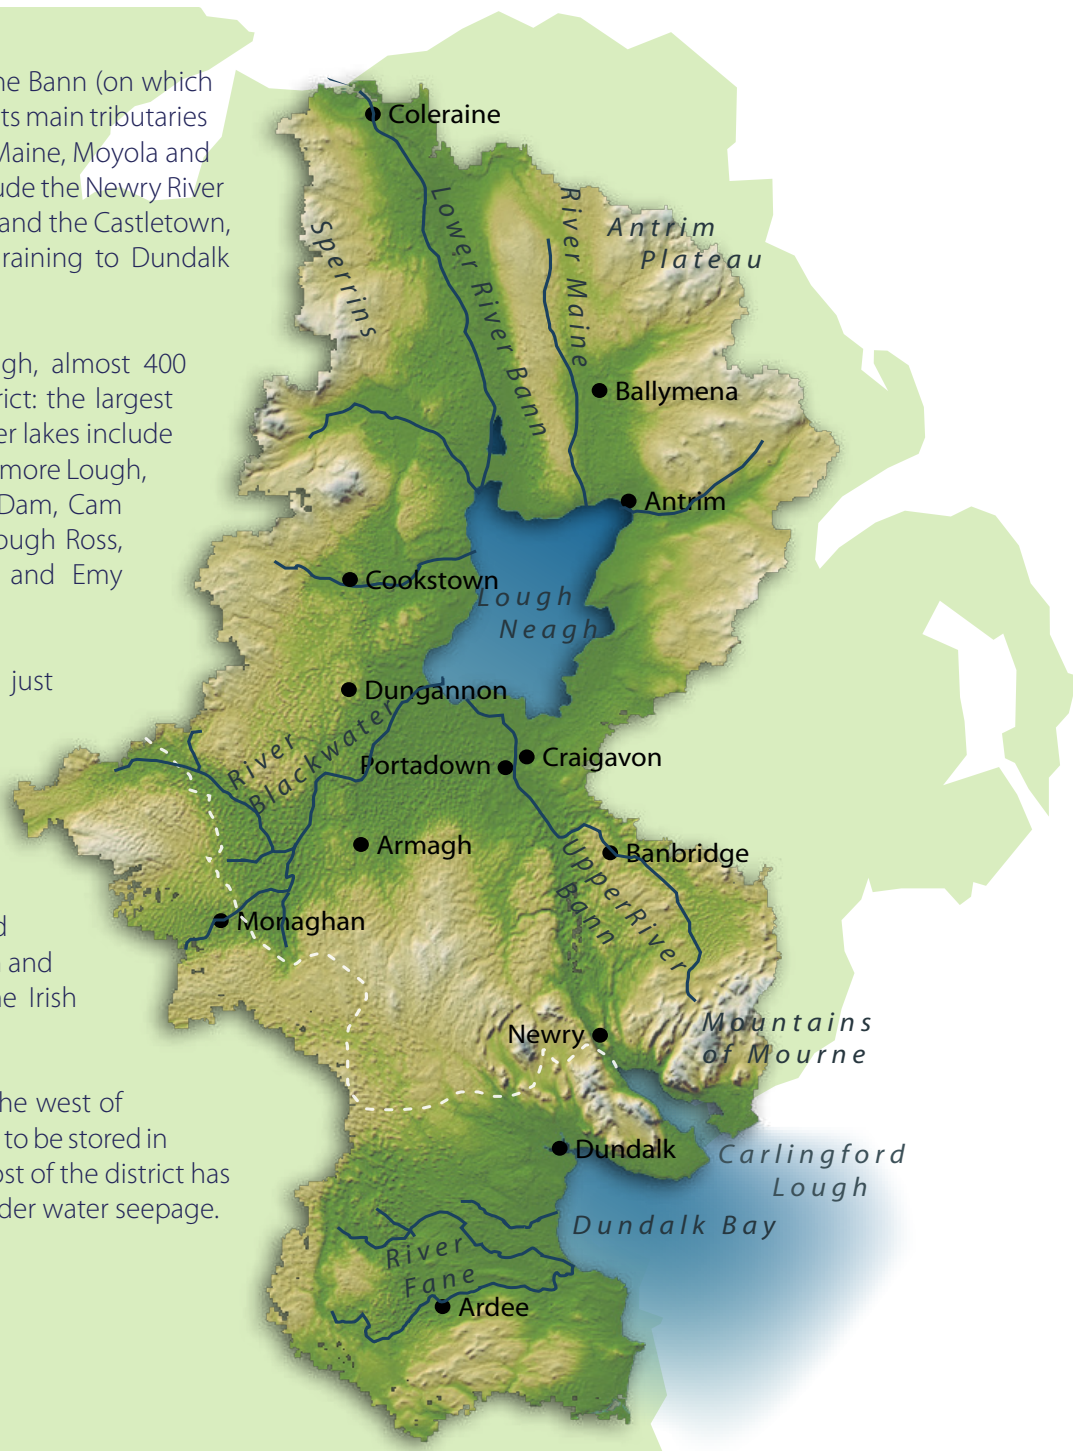 ne Bann (on which
ts main tributaries
Maine, Moyola and
ude the Newry River
and the Castletown,
raining to Dundalk
gh, almost 400
rict: the largest
er lakes include
more Lough,
Dam, Cam
ough Ross,
and Emy
just
d
n and
ne Irish
he west of
to be stored in
ost of the district has
der water seepage.
Coleraine
Lower River Bann
River Maine
Antrim
Plateau
Sperrins
Ballymena
Antrim
Cookstown
Lough
Neagh
Dungannon
River
Blackwater
Portadown
Craigavon
Armagh
Banbridge
Upper River
Bann
Monaghan
Newry
Mountains
of Mourne
Dundalk
Carlingford
Lough
Dundalk Bay
River
Fane
Ardee